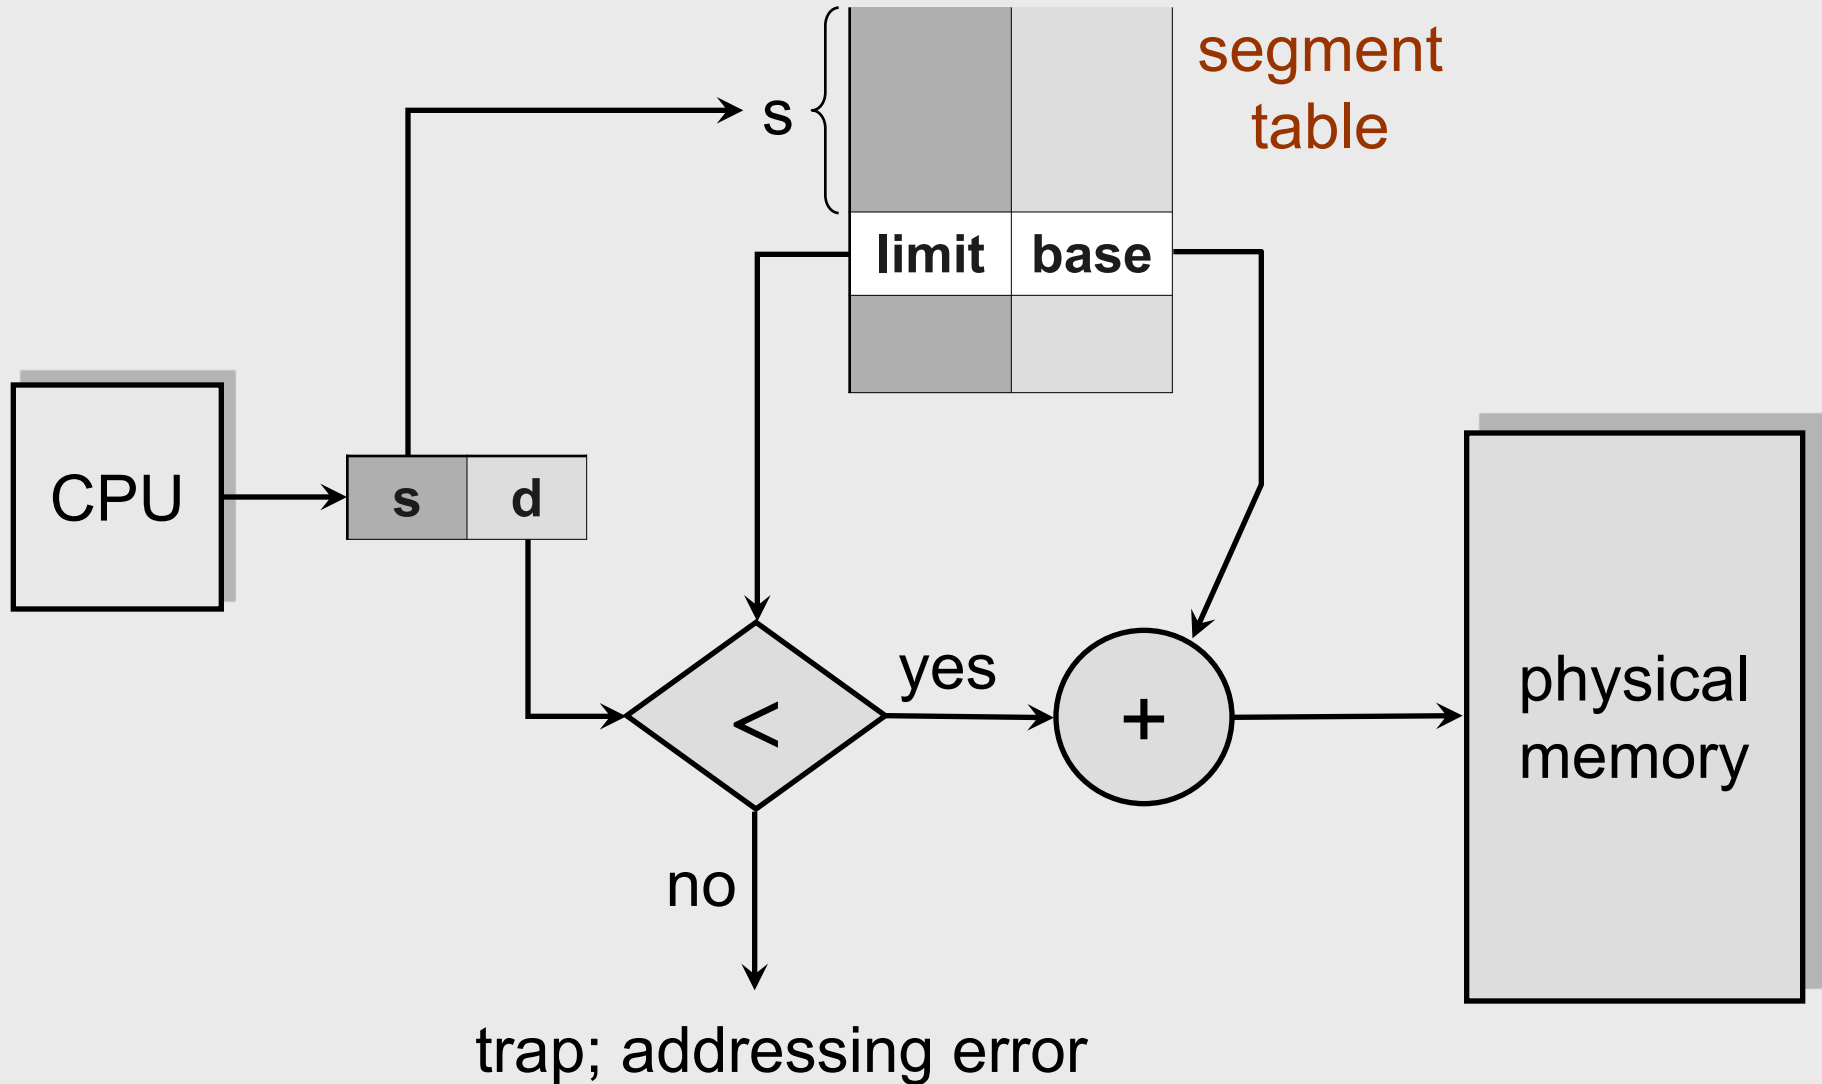 segment
table
s
limit base
CPU
s d
yes
<
+
physical
memory
no
trap; addressing error